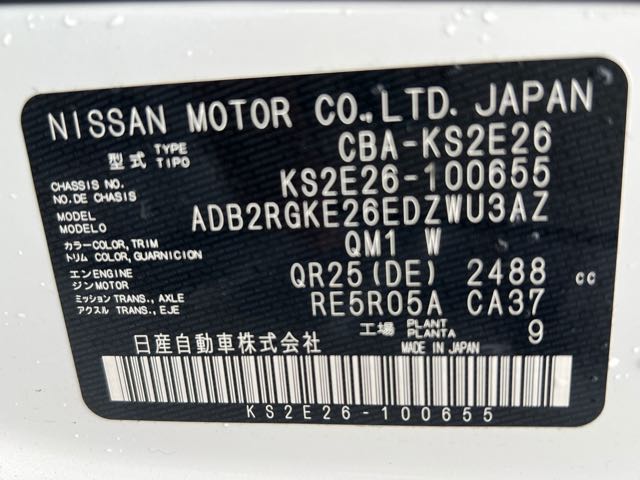 NISSAN MOTOR CO.,LTD. JAPAN
型式 TYPE TIPO CBA-KS2E26
CHASSIS NO. NO.DE CHASIS KS2E26-100655
MODEL MODELO ADB2RGKE26EDZWU3AZ
カラー COLOR, TRIM トリム COLOR, GUARNICION QM1 W
エンジン ENGINE MOTOR QR25(DE) 2488 cc
ミッション TRANS., AXLE アクスル TRANS., EJE RE5R05A CA37
工場 PLANT PLANTA 9
日産自動車株式会社 MADE IN JAPAN
KS2E26-100655